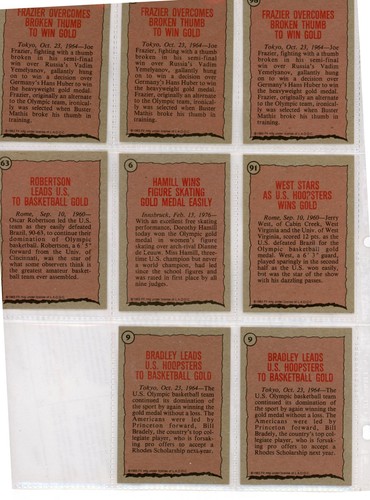 FRAZIER OVERCOMES
BROKEN THUMB
TO WIN GOLD
Tokyo, Oct. 23, 1964—Joe
Frazier, fighting with a thumb
broken in his semi-final
win over Russia's Vadim
Yemelyanov, gallantly hung
on to win a decision over
Germany's Hans Huber to win
the heavyweight gold medal.
Frazier, originally an alternate
to the Olympic team, ironical-
ly was selected when Buster
Mathis broke his thumb in
training.
FRAZIER OVERCOMES
BROKEN THUMB
TO WIN GOLD
Tokyo, Oct. 23, 1964—Joe
Frazier, fighting with a thumb
broken in his semi-final
win over Russia's Vadim
Yemelyanov, gallantly hung
on to win a decision over
Germany's Hans Huber to win
the heavyweight gold medal.
Frazier, originally an alternate
to the Olympic team, ironical-
ly was selected when Buster
Mathis broke his thumb in
training.
FRAZIER OVERCOMES
BROKEN THUMB
TO WIN GOLD
Tokyo, Oct. 23, 1964—Joe
Frazier, fighting with a thumb
broken in his semi-final
win over Russia's Vadim
Yemelyanov, gallantly hung
on to win a decision over
Germany's Hans Huber to win
the heavyweight gold medal.
Frazier, originally an alternate
to the Olympic team, ironical-
ly was selected when Buster
Mathis broke his thumb in
training.
63
ROBERTSON
LEADS U.S.
TO BASKETBALL GOLD
Rome, Sep. 10, 1960—
Oscar Robertson led the U.S.
team as they easily defeated
Brazil, 90-63, to continue their
domination of Olympic
basketball. Robertson, a 6' 5"
forward from the Univ. of
Cincinnati, was the star of
what some observers think is
the greatest amateur basket-
ball team ever assembled.
6
HAMILL WINS
FIGURE SKATING
GOLD MEDAL EASILY
Innsbruck, Feb. 13, 1976—
With an excellent free skating
performance, Dorothy Hamill
today won the Olympic gold
medal in women's figure
skating over arch-rival Dianne
de Leeuw. Miss Hamill, three-
time U.S. champion but never
a world champion, had led
since the school figures and
was rated in first place by all
nine judges.
91
WEST STARS
AS U.S. HOOPSTERS
WINS GOLD
Rome, Sep. 10, 1960—Jerry
West, of Cabin Creek, West
Virginia and the Univ. of West
Virginia, scored 12 pts. as the
U.S. defeated Brazil for the
Olympic basketball gold
medal. West, a 6' 3" guard,
played sparingly in the second
half as the U.S. won easily,
but was the star of the show
with his dazzling passes.
9
BRADLEY LEADS
U.S. HOOPSTERS
TO BASKETBALL GOLD
Tokyo, Oct. 23, 1964—The
U.S. Olympic basketball team
continued its domination of
the sport by again winning the
gold medal without a loss. The
Americans were led by
Princeton forward, Bill
Bradely, the country's top col-
legiate player, who is forsak-
ing pro offers to accept a
Rhodes Scholarship next year.
9
BRADLEY LEADS
U.S. HOOPSTERS
TO BASKETBALL GOLD
Tokyo, Oct. 23, 1964—The
U.S. Olympic basketball team
continued its domination of
the sport by again winning the
gold medal without a loss. The
Americans were led by
Princeton forward, Bill
Bradely, the country's top col-
legiate player, who is forsak-
ing pro offers to accept a
Rhodes Scholarship next year.